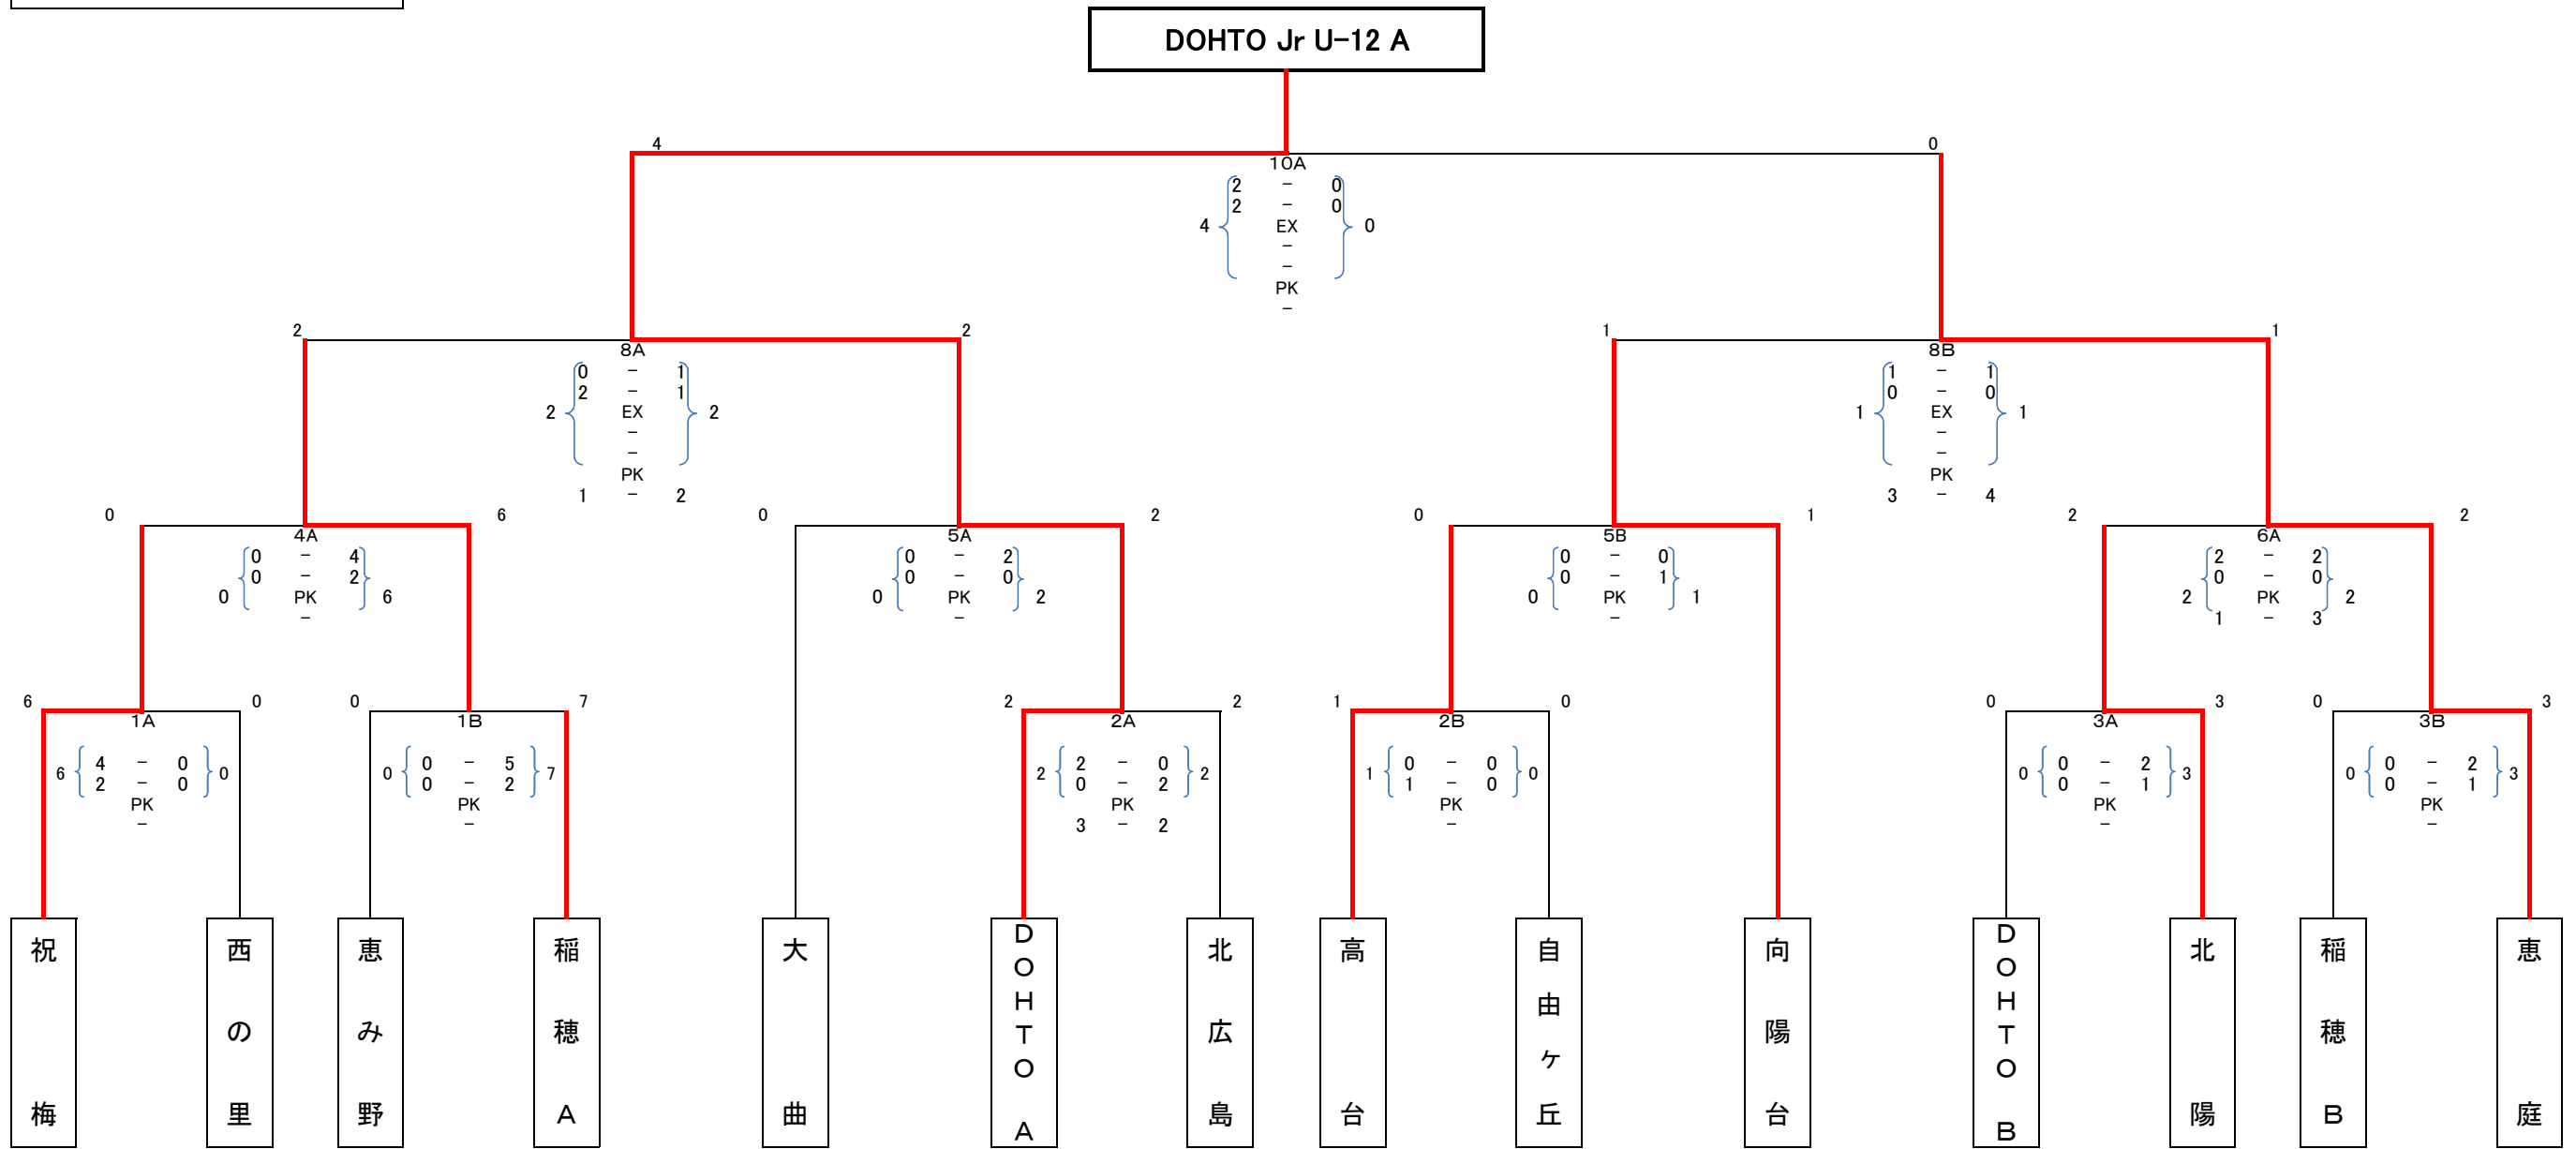 DOHTO Jr U-12 A
4 0
10A
2 - 0
2 - 0
4 EX 0
-
-
PK
-
2 2 1 1
8A 8B
0 - 1 1 - 1
2 - 1 0 - 0
2 EX 2 1 EX 1
- -
- -
PK PK
1 - 2 3 - 4
0 6 0 2 0 1 2 2
4A 5A 5B 6A
0 - 4 0 - 2 0 - 0 2 - 2
0 - 2 0 - 0 0 - 1 0 - 0
0 PK 6 0 PK 2 0 PK 1 2 PK 2
- - - 1 - 3
6 0 0 7 2 2 1 0 0 3 0 3
1A 1B 2A 2B 3A 3B
4 - 0 0 - 5 2 - 0 0 - 0 0 - 2 0 - 2
6 0 0 7 2 2 1 0 0 3 0 3
2 - 0 0 - 2 0 - 2 1 - 0 0 - 1 0 - 1
PK PK PK PK PK PK
- - 3 - 2 - - -
祝梅
西の里
恵み野
稲穂A
大曲
DOHTO A
北広島
高台
自由ヶ丘
向陽台
DOHTO B
北陽
稲穂B
恵庭